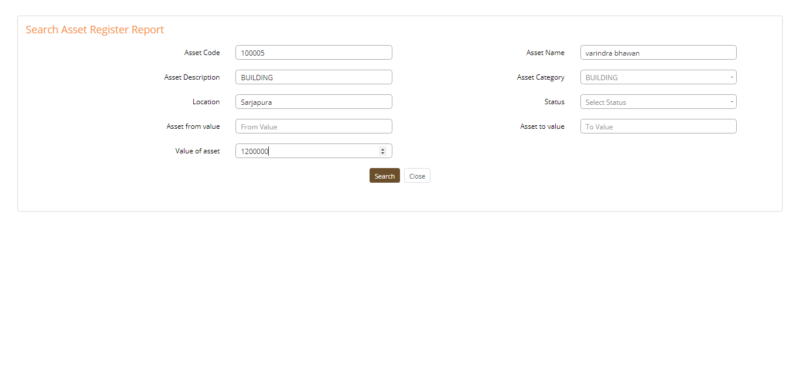 Search Asset Register Report
Asset Code 100005 Asset Name varindra bhawan
Asset Description BUILDING Asset Category BUILDING
Location Sarjapura Status Select Status
Asset from value From Value Asset to value To Value
Value of asset 1200000
Search Close